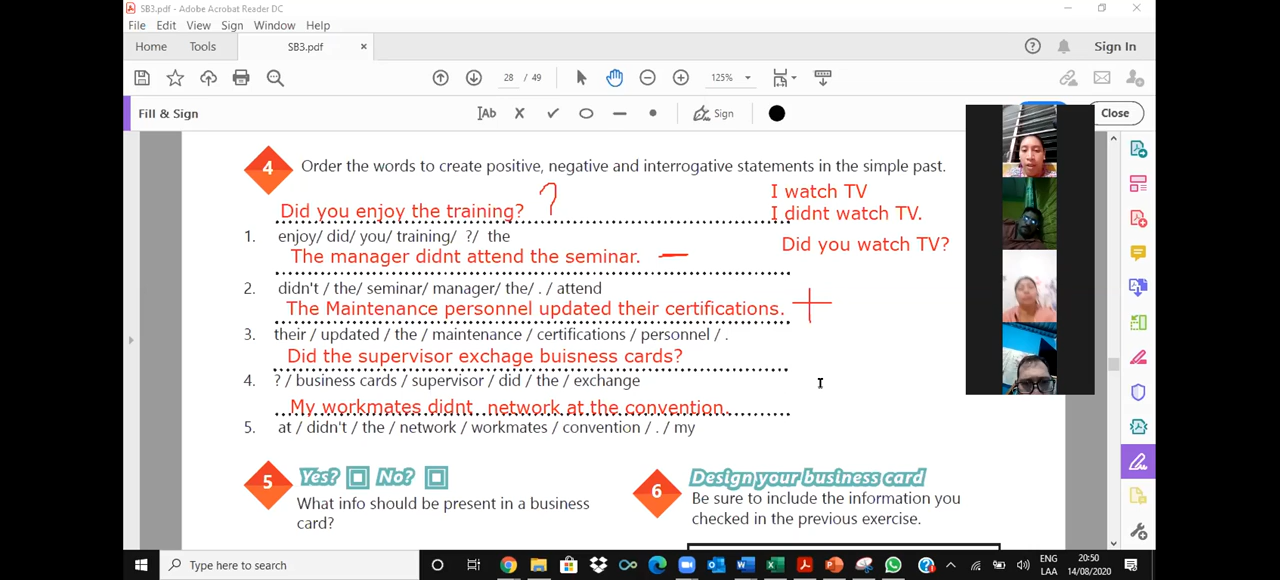 SB3.pdf - Adobe Acrobat Reader DC
File Edit View Sign Window Help
Home Tools SB3.pdf × Sign In
28 / 49 125%
Fill & Sign Ab Sign Close
4 Order the words to create positive, negative and interrogative statements in the simple past.
I watch TV
Did you enjoy the training? ?
I didnt watch TV.
1. enjoy/ did/ you/ training/ ?/ the
Did you watch TV?
The manager didnt attend the seminar. —
2. didn't / the/ seminar/ manager/ the/ . / attend
The Maintenance personnel updated their certifications. +
3. their / updated / the / maintenance / certifications / personnel / .
Did the supervisor exchage buisness cards?
4. ? / business cards / supervisor / did / the / exchange
My workmates didnt network at the convention.
5. at / didn't / the / network / workmates / convention / . / my
5 Yes? No?
What info should be present in a business
card?
6 Design your business card
Be sure to include the information you
checked in the previous exercise.
Type here to search
ENG
LAA
20:50
14/08/2020